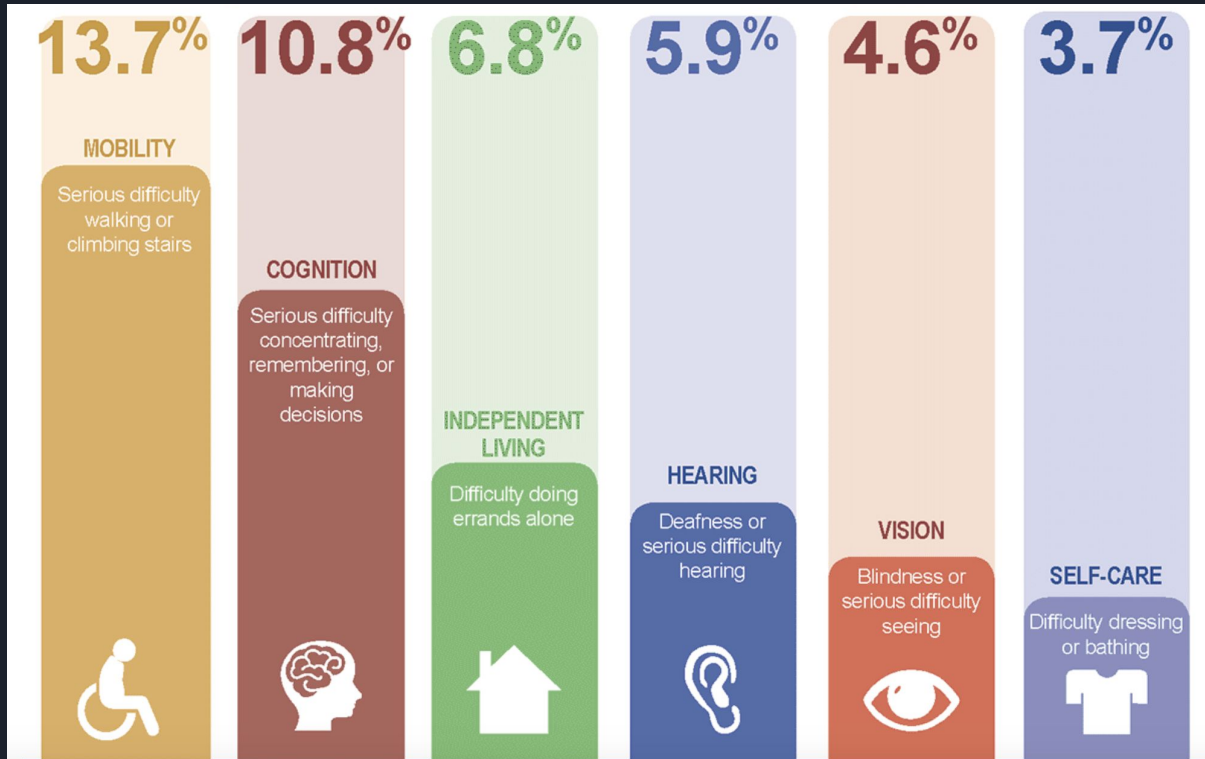 13.7%
MOBILITY
Serious difficulty
walking or
climbing stairs
10.8%
COGNITION
Serious difficulty
concentrating,
remembering, or
making
decisions
6.8%
INDEPENDENT
LIVING
Difficulty doing
errands alone
5.9%
HEARING
Deafness or
serious difficulty
hearing
4.6%
VISION
Blindness or
serious difficulty
seeing
3.7%
SELF-CARE
Difficulty dressing
or bathing